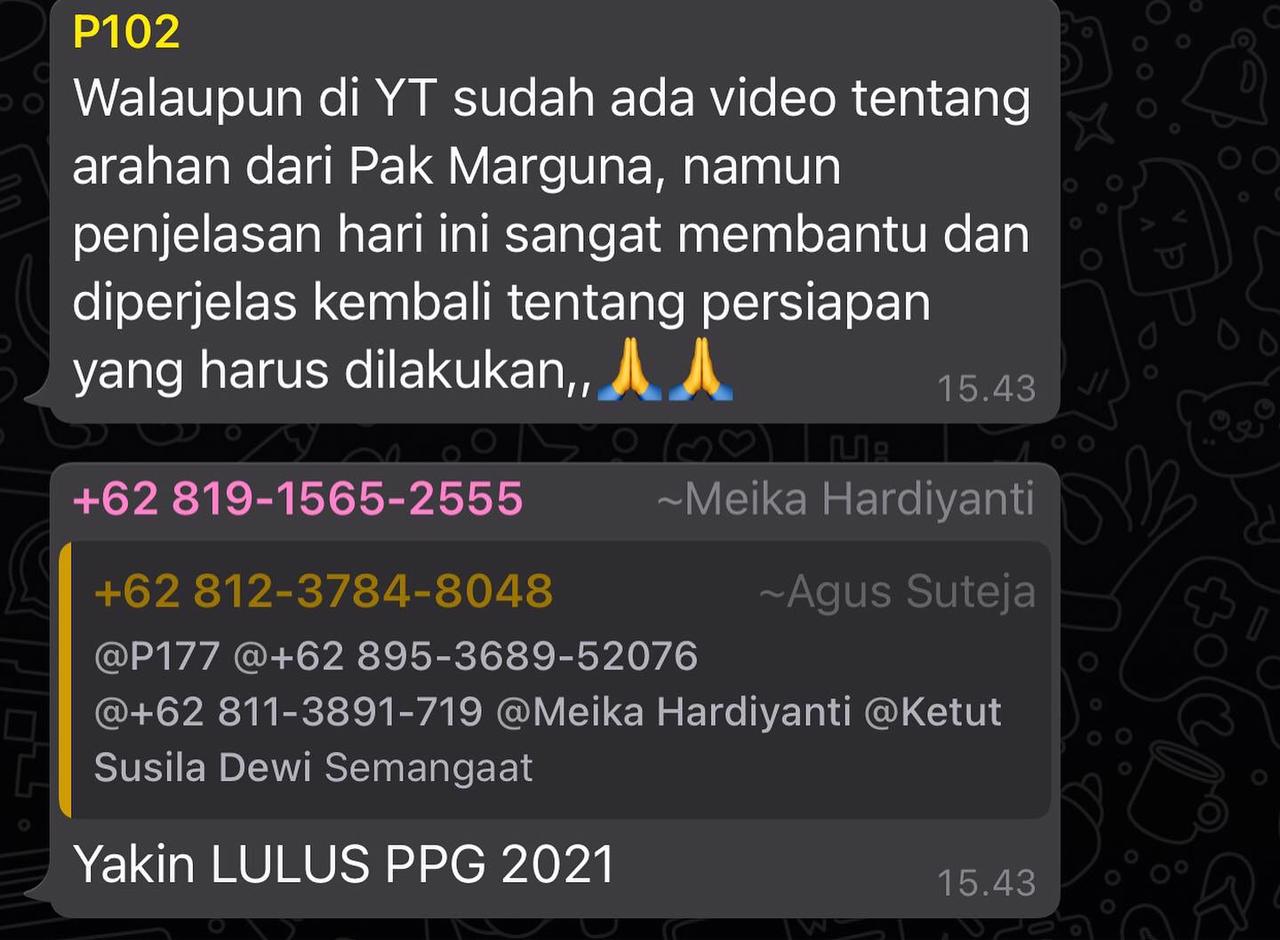 P102
Walaupun di YT sudah ada video tentang
arahan dari Pak Marguna, namun
penjelasan hari ini sangat membantu dan
diperjelas kembali tentang persiapan
yang harus dilakukan,,🙏🙏 15.43
+62 819-1565-2555 ~Meika Hardiyanti
+62 812-3784-8048 ~Agus Suteja
@P177 @+62 895-3689-52076
@+62 811-3891-719 @Meika Hardiyanti @Ketut
Susila Dewi Semangaat
Yakin LULUS PPG 2021 15.43